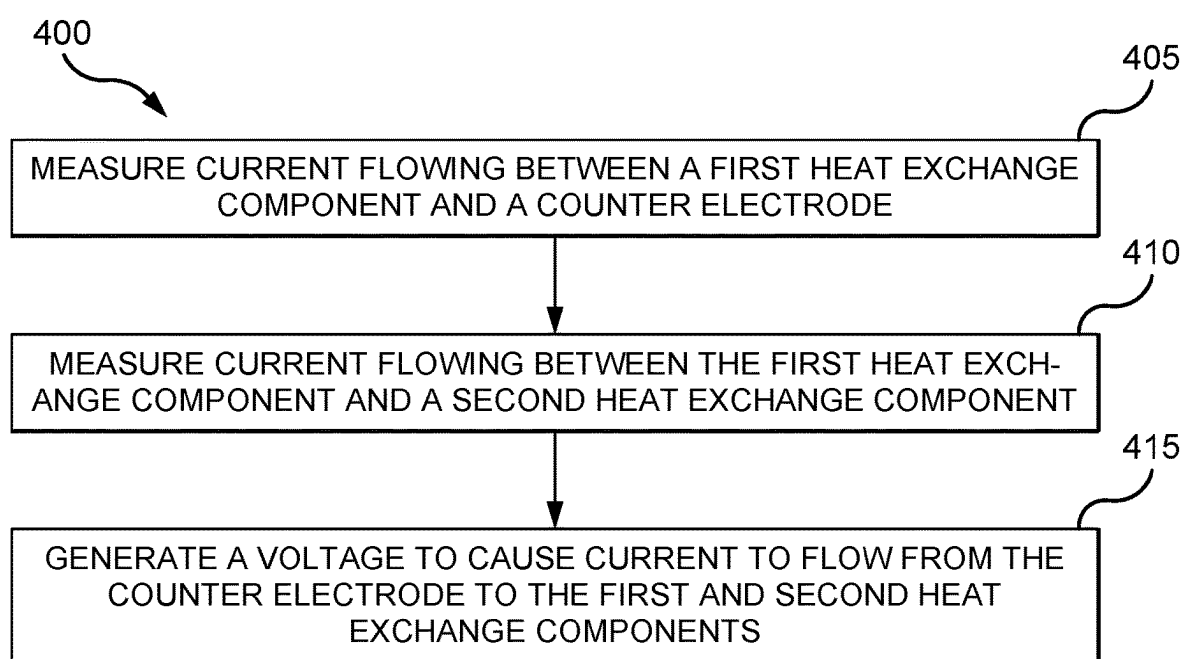 400
405
MEASURE CURRENT FLOWING BETWEEN A FIRST HEAT EXCHANGE
COMPONENT AND A COUNTER ELECTRODE
410
MEASURE CURRENT FLOWING BETWEEN THE FIRST HEAT EXCH-
ANGE COMPONENT AND A SECOND HEAT EXCHANGE COMPONENT
415
GENERATE A VOLTAGE TO CAUSE CURRENT TO FLOW FROM THE
COUNTER ELECTRODE TO THE FIRST AND SECOND HEAT
EXCHANGE COMPONENTS